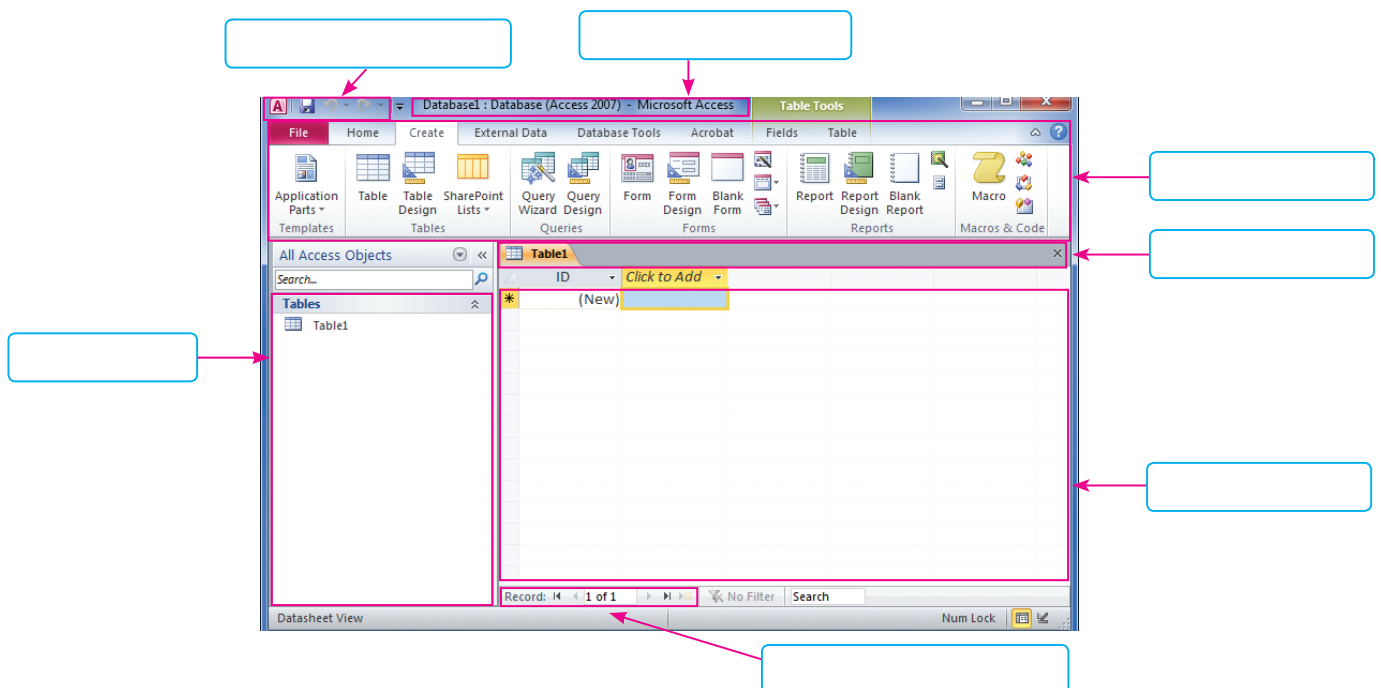 A Database1 : Database (Access 2007) - Microsoft Access Table Tools
File Home Create External Data Database Tools Acrobat Fields Table ?
Application Parts Table Table Design SharePoint Lists Query Wizard Query Design Form Form Design Blank Form Report Report Design Blank Report Macro
Templates Tables Queries Forms Reports Macros & Code
All Access Objects «
Table1
Search...
ID Click to Add
Tables
* (New)
Table1
Record: 1 of 1 No Filter Search
Datasheet View Num Lock